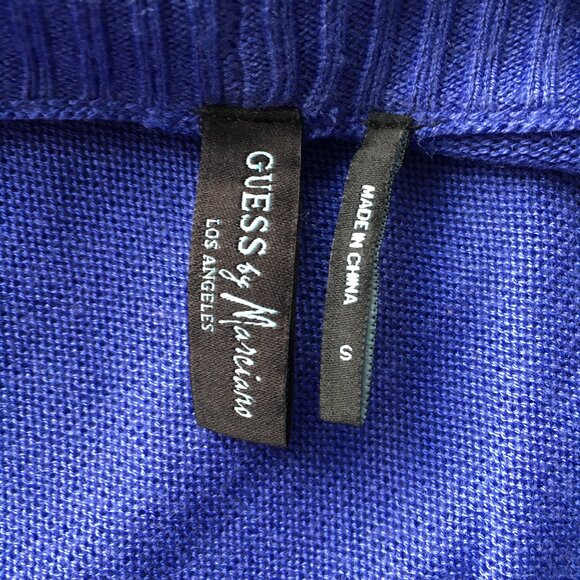 GUESS by Marciano
LOS ANGELES
MADE IN CHINA
S